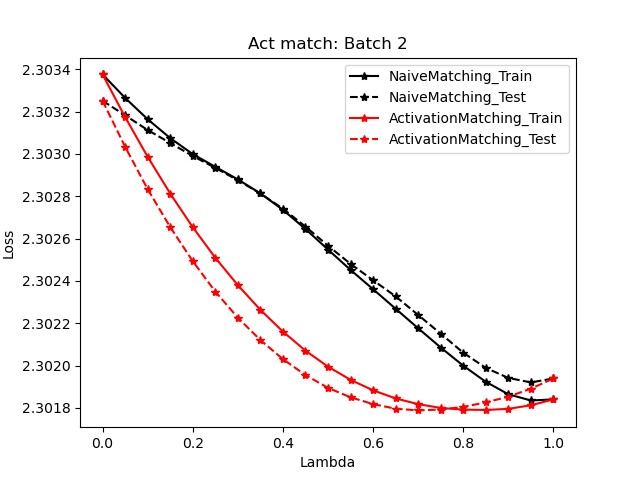 Act match: Batch 2
2.3034
2.3032
2.3030
2.3028
2.3026
2.3024
2.3022
2.3020
2.3018
Loss
NaiveMatching_Train
NaiveMatching_Test
ActivationMatching_Train
ActivationMatching_Test
0.0 0.2 0.4 0.6 0.8 1.0
Lambda